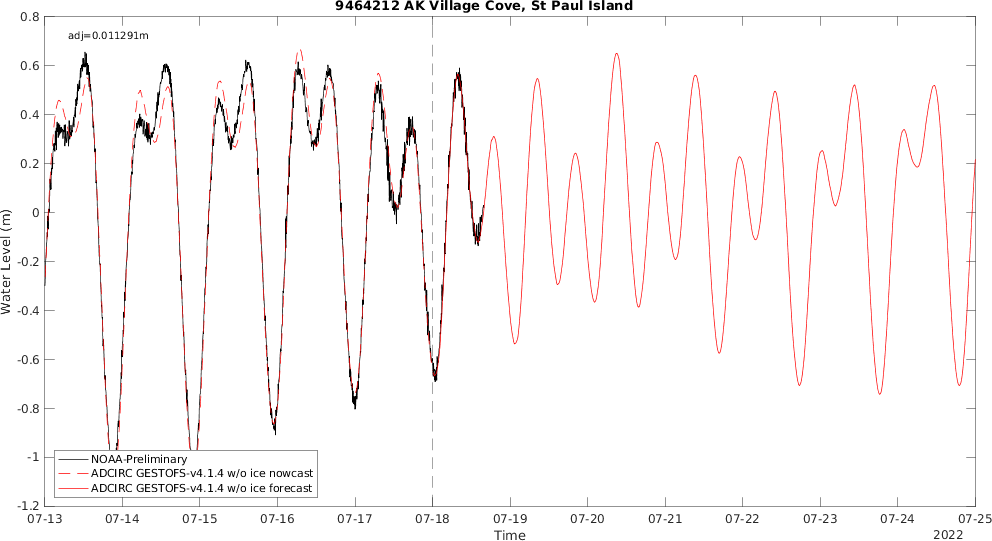 9464212 AK Village Cove, St Paul Island
adj=0.011291m
0.8
0.6
0.4
0.2
0
-0.2
-0.4
-0.6
-0.8
-1
-1.2
Water Level (m)
NOAA-Preliminary
ADCIRC GESTOFS-v4.1.4 w/o ice nowcast
ADCIRC GESTOFS-v4.1.4 w/o ice forecast
07-13 07-14 07-15 07-16 07-17 07-18 07-19 07-20 07-21 07-22 07-23 07-24 07-25
Time
2022